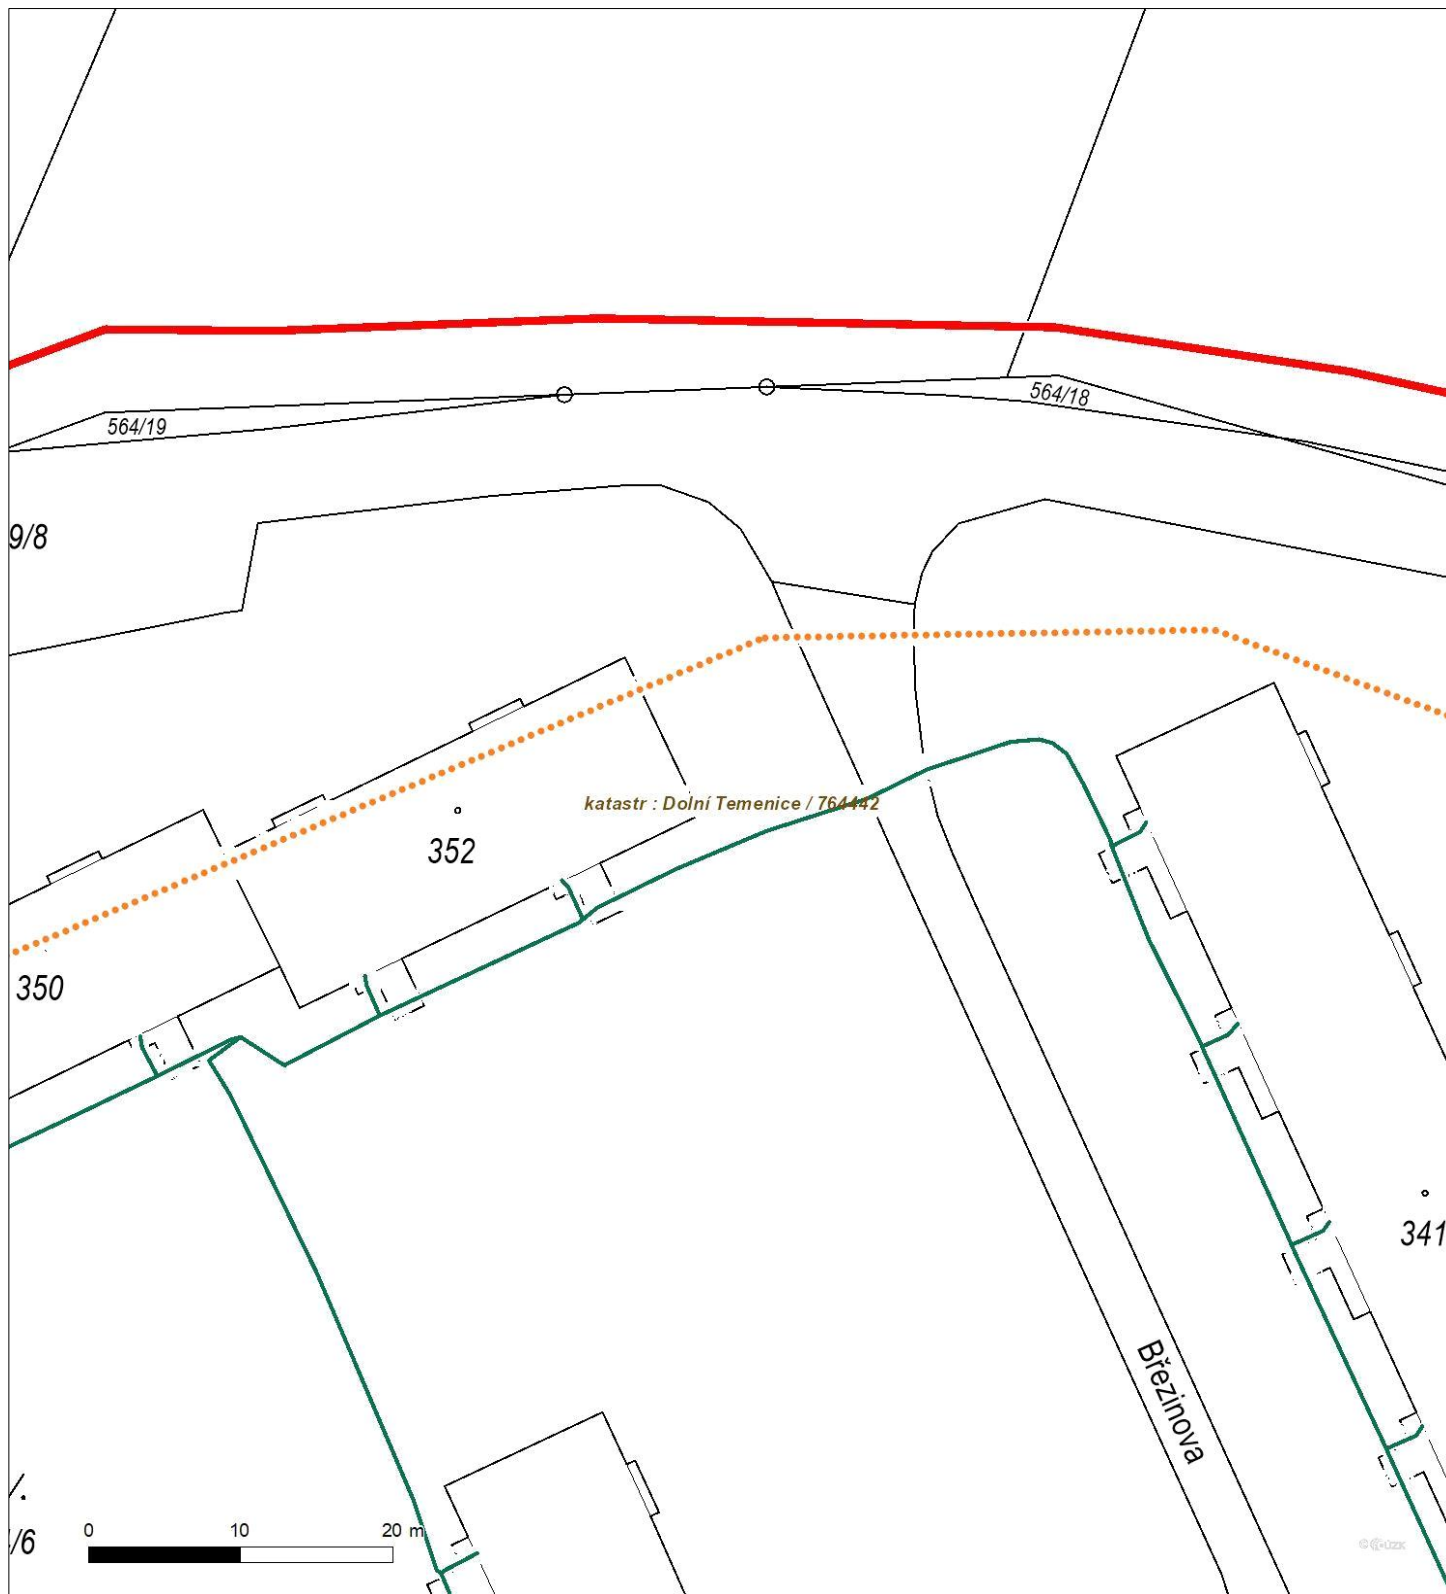 564/19
564/18
9/8
katastr : Dolní Temenice / 764442
352
350
341
Březinova
0 10 20 m
/6